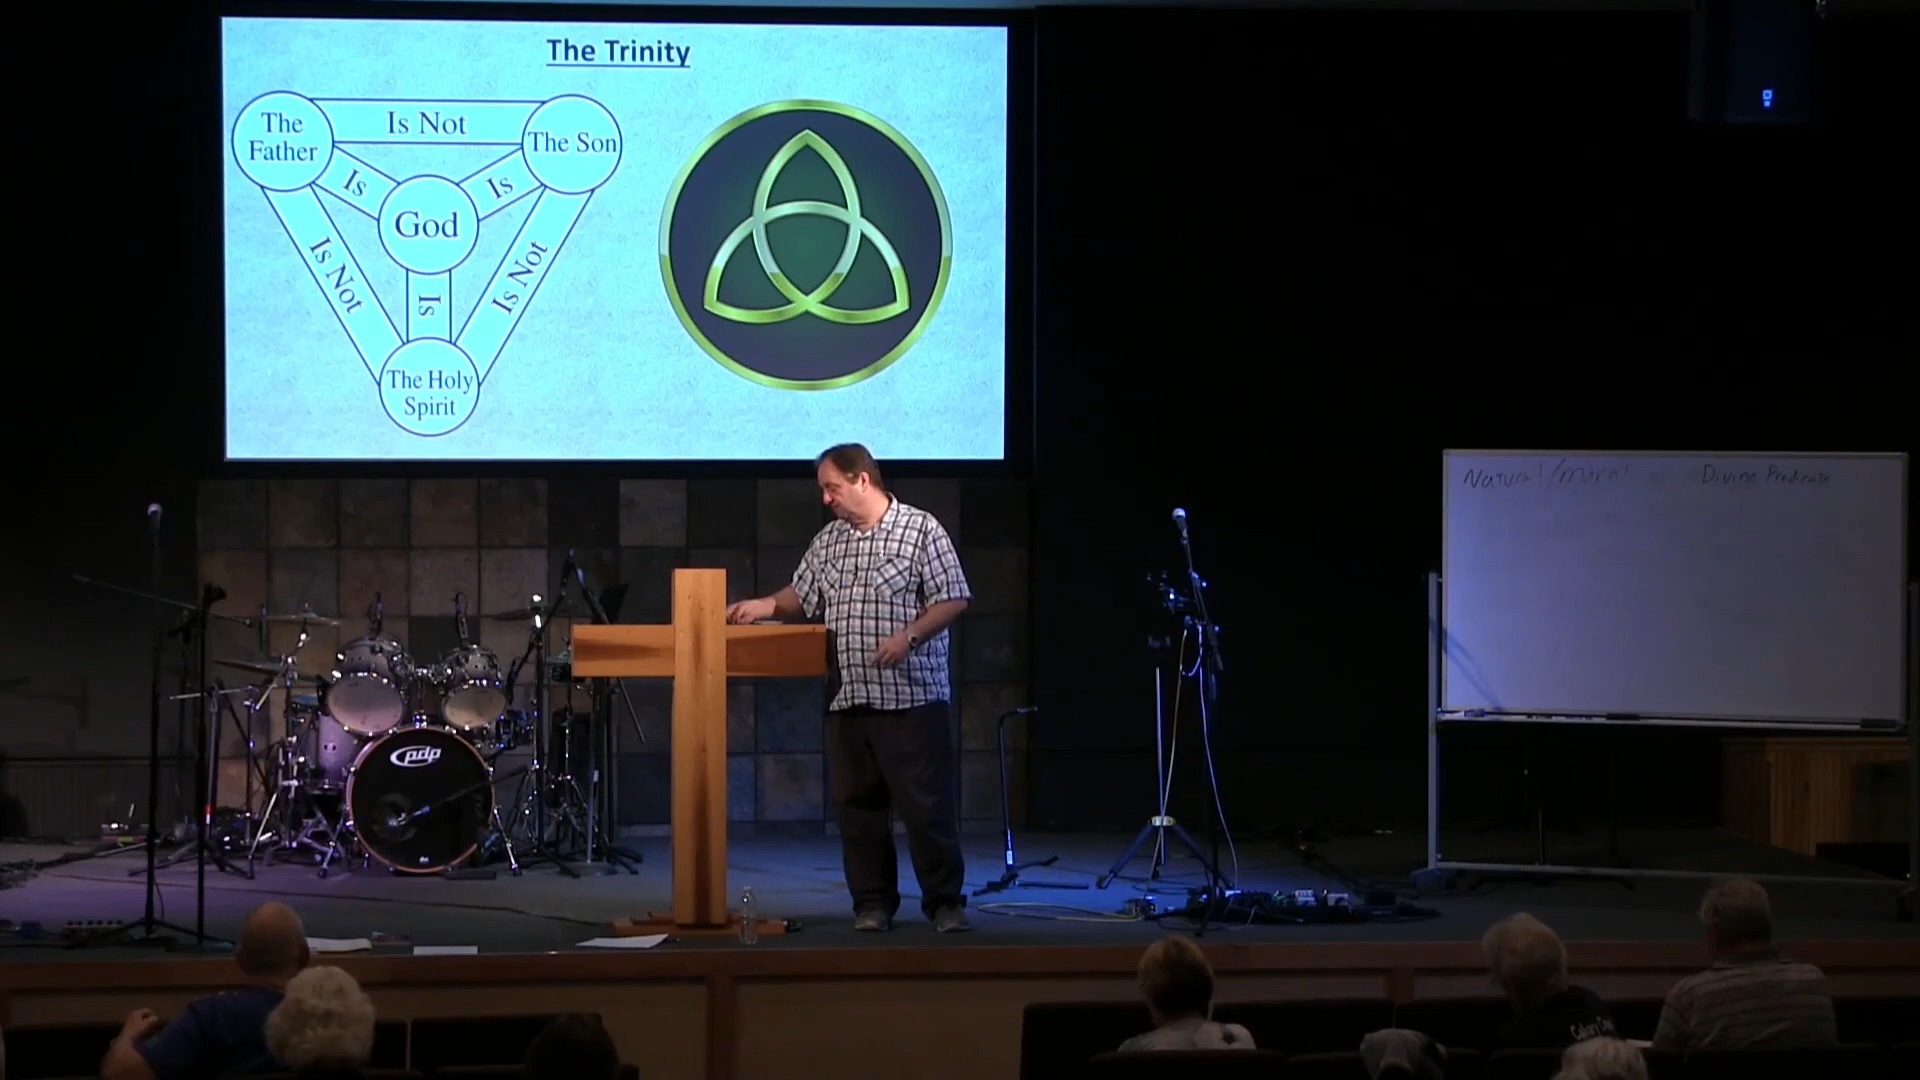 The Trinity
The
Father
Is Not
The Son
Is
Is
God
Is Not
Is Not
Is
The Holy
Spirit
Natural/moral
Divine Predicate
pdp